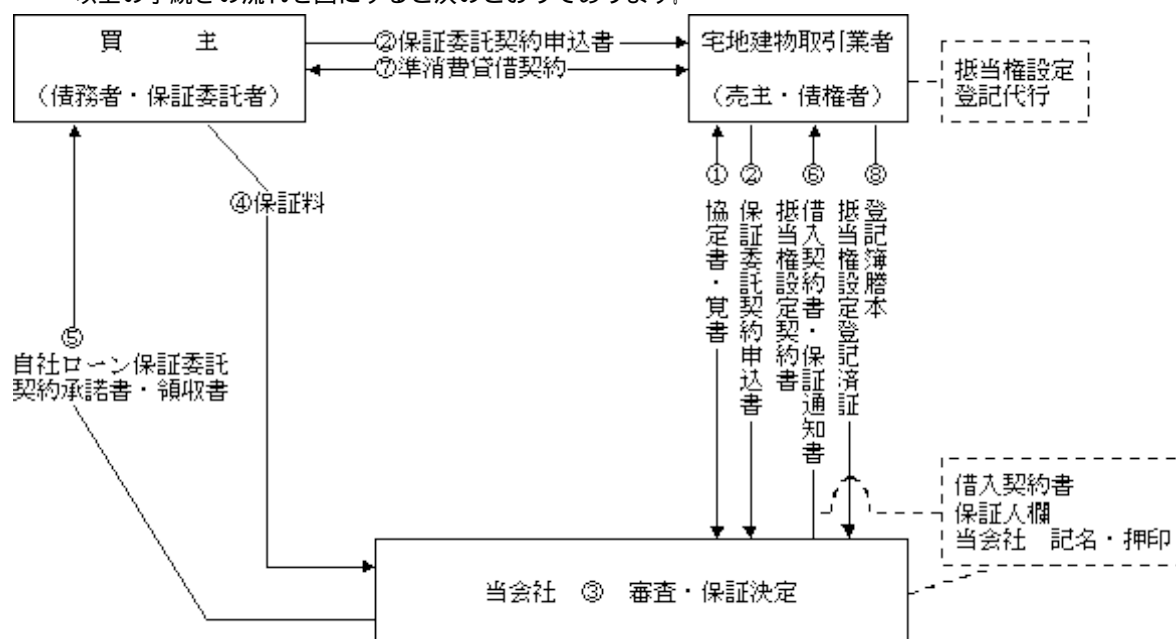 以上の手続きの流れを図にすると次のとおりであります。
買　主
（債務者・保証委託者）
②保証委託契約申込書
⑦準消費貸借契約
宅地建物取引業者
（売主・債権者）
抵当権設定
登記代行
④保証料
①
協定書・覚書
②
保証委託契約申込書
⑥
借入契約書・保証通知書
抵当権設定契約書
⑧
登記簿謄本
抵当権設定登記済証
⑤
自社ローン保証委託
契約承諾書・領収書
借入契約書
保証人欄
当会社　記名・押印
当会社　③　審査・保証決定